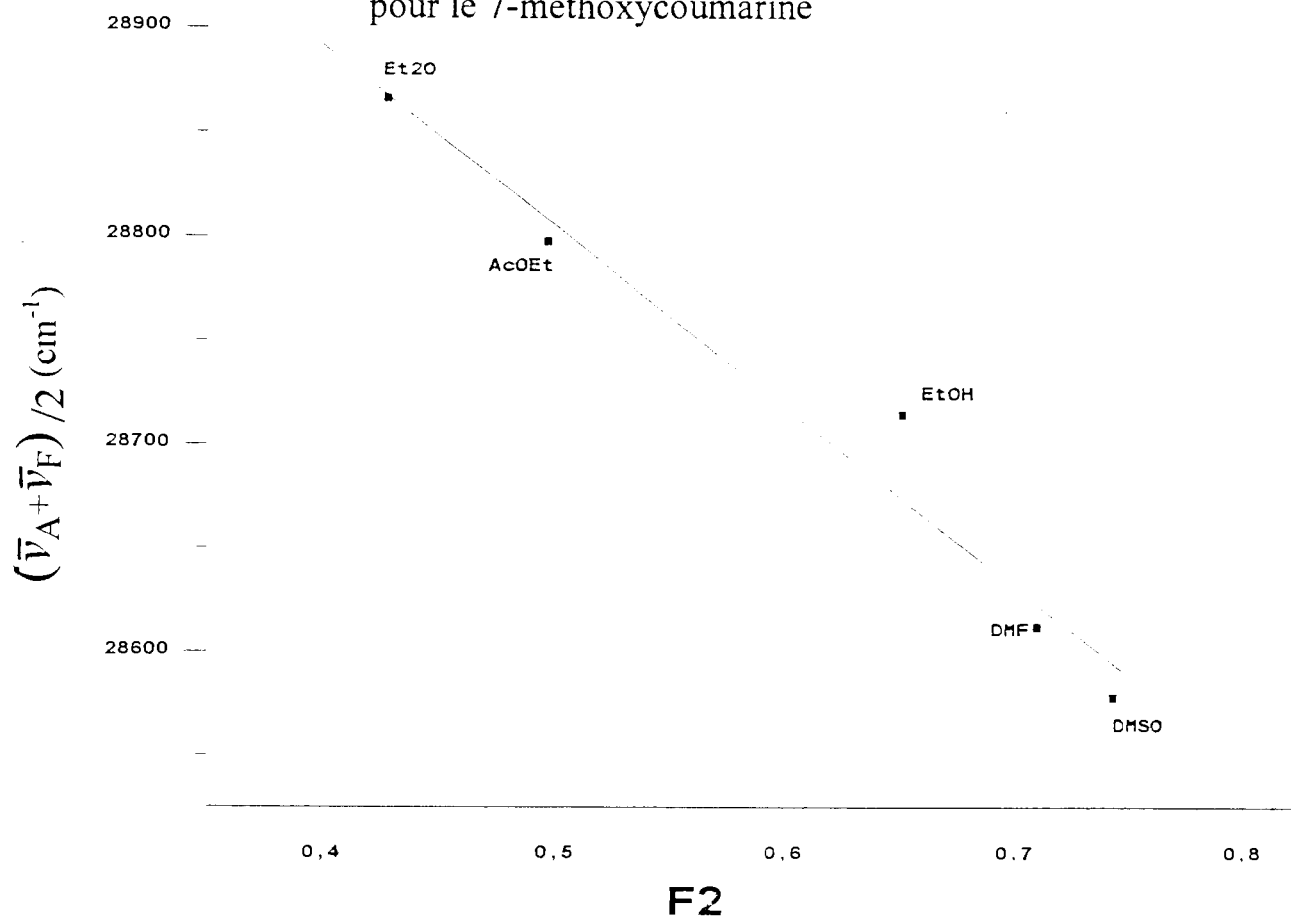 pour le 7-methoxycoumarine
28900
Et2O
28800
AcOEt
EtOH
28700
DMF
28600
DMSO
(ν̅A+ν̅F)/2 (cm-1)
0,4 0,5 0,6 0,7 0,8
F2